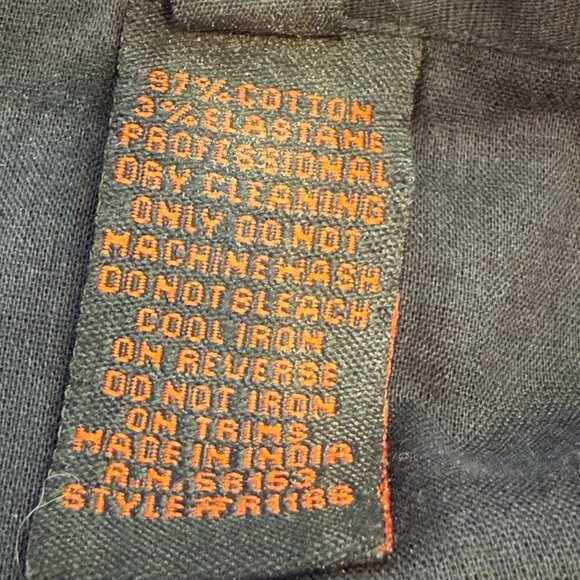 97% COTTON
3% ELASTANE
PROFESSIONAL
DRY CLEANING
ONLY DO NOT
MACHINE WASH
DO NOT BLEACH
COOL IRON
ON REVERSE
DO NOT IRON
ON TRIMS
MADE IN INDIA
R.N. 58153
STYLE#R1188